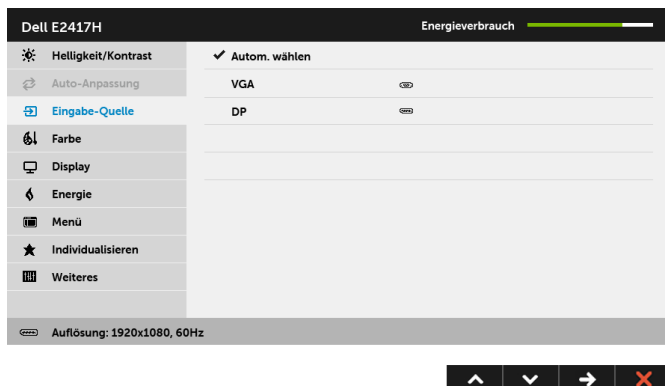 Dell E2417H
Energieverbrauch
Helligkeit/Kontrast
Autom. wählen
Auto-Anpassung
VGA
Eingabe-Quelle
DP
Farbe
Display
Energie
Menü
Individualisieren
Weiteres
Auflösung: 1920x1080, 60Hz